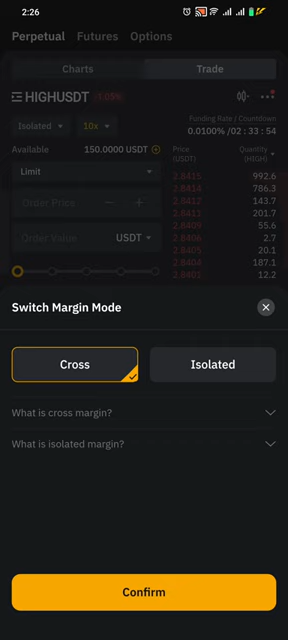 2:26
Perpetual Futures Options
Charts Trade
HIGHUSDT -1.05%
Funding Rate / Countdown
0.0100% / 02 : 33 : 54
Isolated 10x
Available 150.0000 USDT
Price (USDT) Quantity (HIGH)
Limit
Order Price
Order Value USDT
2.8415 992.6
2.8414 786.3
2.8412 143.7
2.8411 201.7
2.8409 55.6
2.8406 2.7
2.8405 20.1
2.8404 187.1
2.8401 12.2
Switch Margin Mode
Cross Isolated
What is cross margin?
What is isolated margin?
Confirm